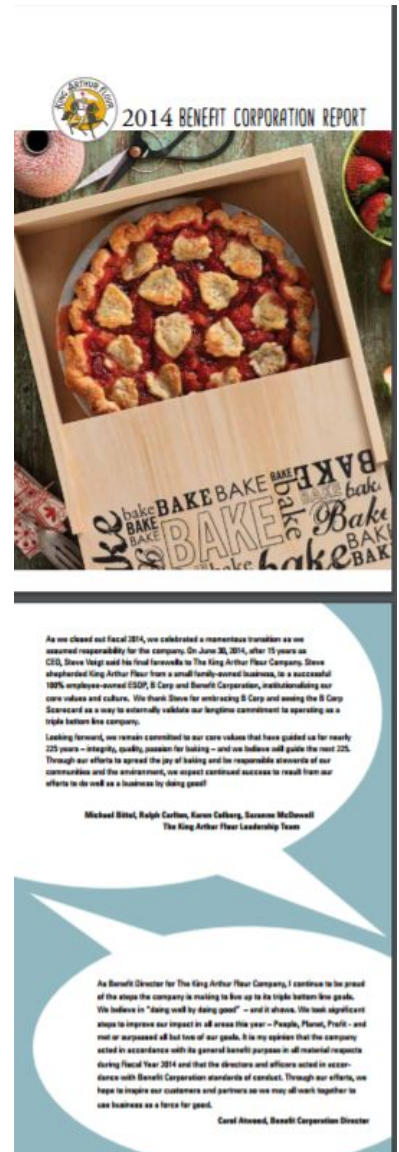 KING ARTHUR FLOUR
2014 BENEFIT CORPORATION REPORT
BAKE
BAKE
bake BAKE BAKE
bake
BAKE
BAKE
bake
Bake
bake
BAKE
BAKE
As we closed out fiscal 2014, we celebrated a momentous transition as we
assumed responsibility for the company. On June 30, 2014, after 15 years as
CEO, Steve Voigt said his final farewells to The King Arthur Flour Company. Steve
shepherded King Arthur Flour from a small family-owned business, to a successful
100% employee-owned ESOP, B Corp and Benefit Corporation, institutionalizing our
core values and culture. We thank Steve for embracing B Corp and seeing the B Corp
Scorecard as a way to externally validate our longtime commitment to operating as a
triple bottom line company.
Looking forward, we remain committed to our core values that have guided us for nearly
225 years – integrity, quality, passion for baking – and we believe will guide the next 225.
Through our efforts to spread the joy of baking and be responsible stewards of our
communities and the environment, we expect continued success to result from our
efforts to do well as a business by doing good!
Michael Bittel, Ralph Carlton, Karen Colberg, Suzanne McDowell
The King Arthur Flour Leadership Team
As Benefit Director for The King Arthur Flour Company, I continue to be proud
of the steps the company is making to live up to its triple bottom line goals.
We believe in "doing well by doing good" – and it shows. We took significant
steps to improve our impact in all areas this year – People, Planet, Profit - and
met or surpassed all but two of our goals. It is my opinion that the company
acted in accordance with its general benefit purpose in all material respects
during Fiscal Year 2014 and that the directors and officers acted in accor-
dance with Benefit Corporation standards of conduct. Through our efforts, we
hope to inspire our customers and partners so we may all work together to
use business as a force for good.
Carol Atwood, Benefit Corporation Director